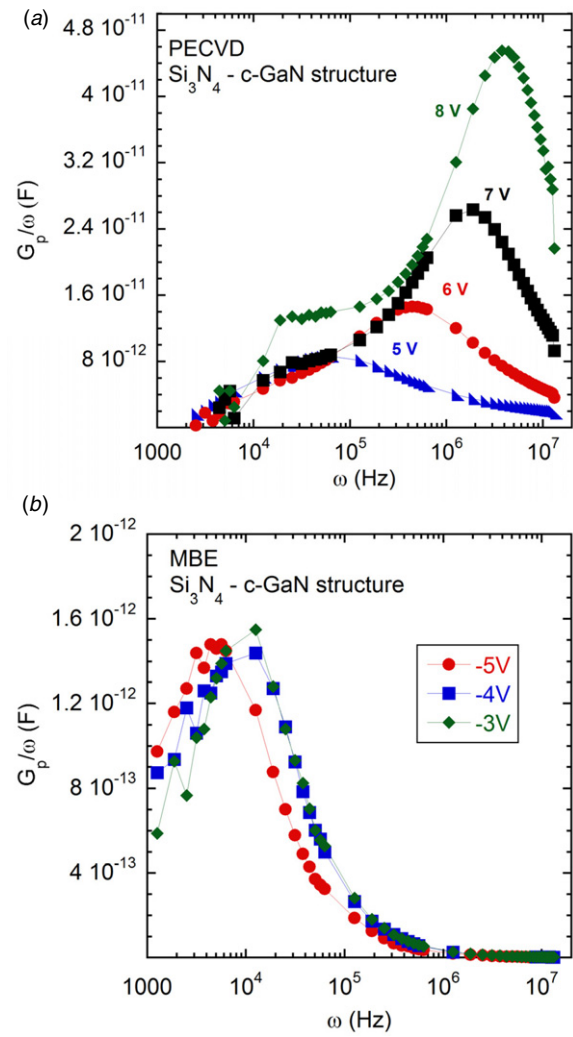 (a)
PECVD
Si3N4 - c-GaN structure
4.8 10-11
4 10-11
3.2 10-11
2.4 10-11
1.6 10-11
8 10-12
Gp/ω (F)
8 V
7 V
6 V
5 V
1000 10⁴ 10⁵ 10⁶ 10⁷
ω (Hz)
(b)
MBE
Si3N4 - c-GaN structure
2 10-12
1.6 10-12
1.2 10-12
8 10-13
4 10-13
Gp/ω (F)
-5V
-4V
-3V
1000 10⁴ 10⁵ 10⁶ 10⁷
ω (Hz)